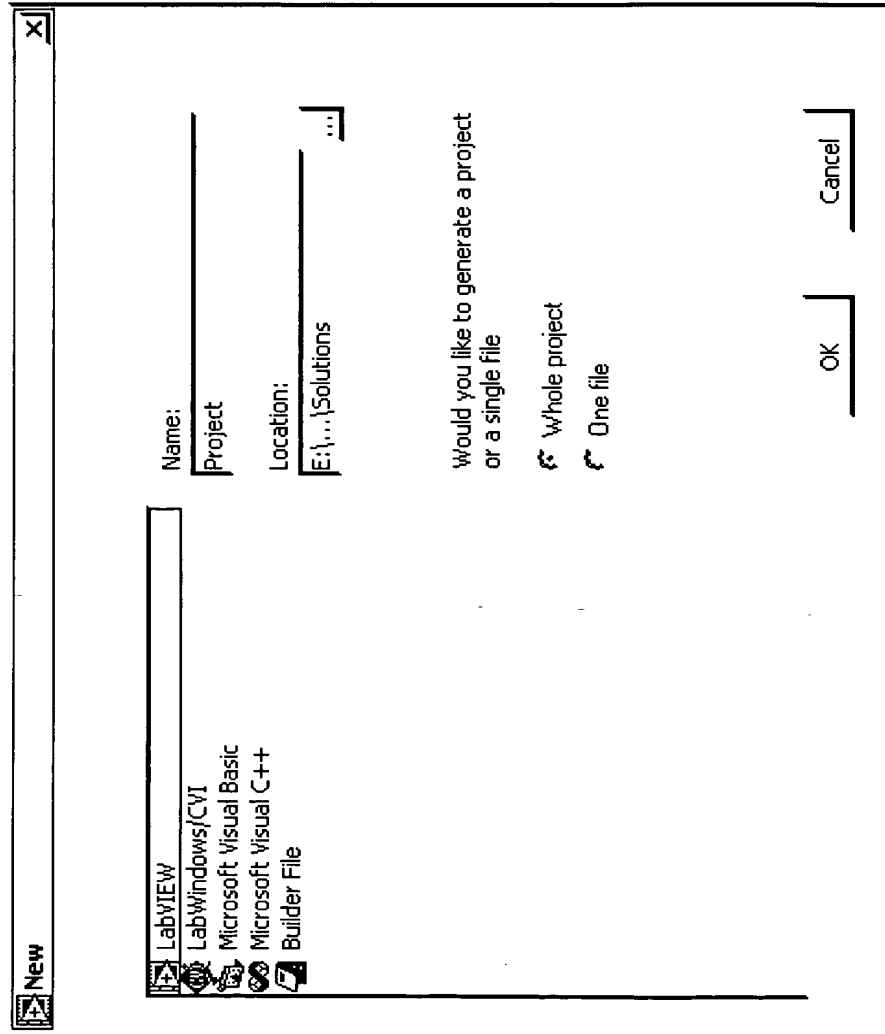 New
LabVIEW
LabWindows/CVI
Microsoft Visual Basic
Microsoft Visual C++
Builder File
Name:
Project
Location:
E:\...\Solutions
...
Would you like to generate a project
or a single file
Whole project
One file
OK
Cancel